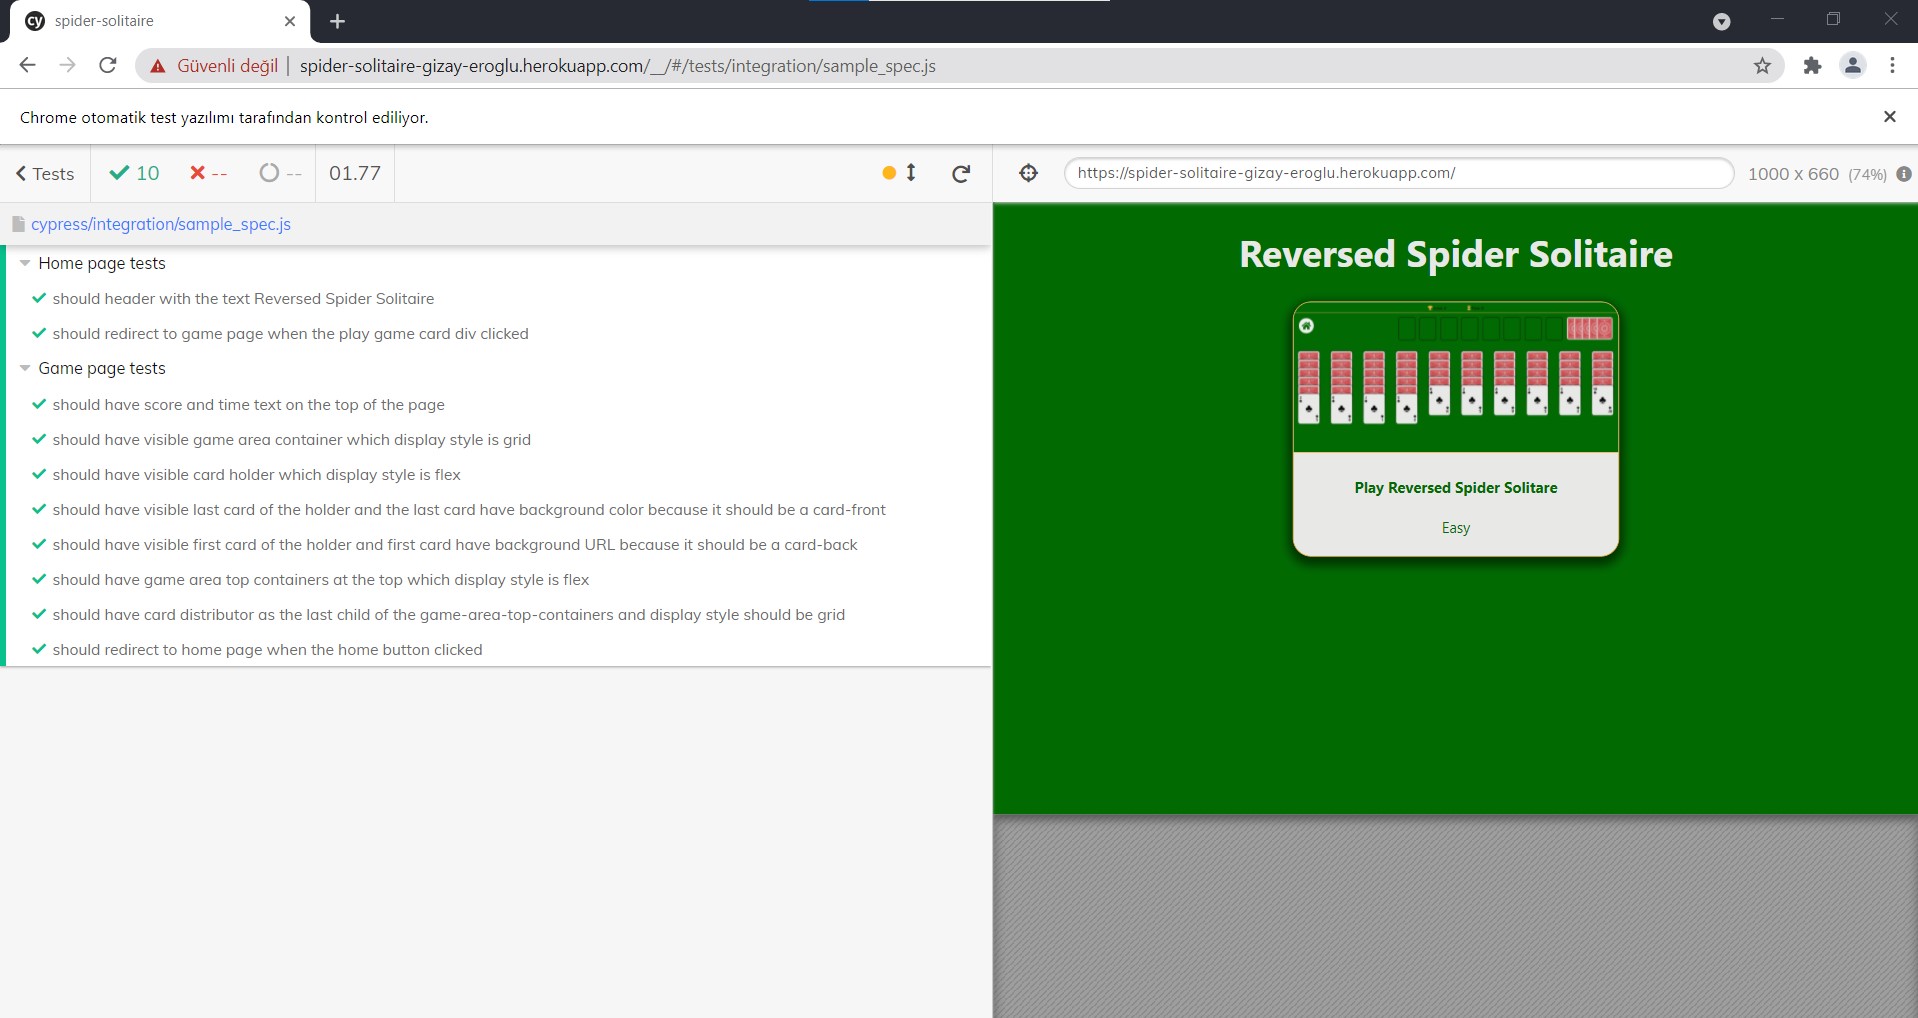 spider-solitaire
Güvenli değil
spider-solitaire-gizay-eroglu.herokuapp.com/__/#/tests/integration/sample_spec.js
Chrome otomatik test yazılımı tarafından kontrol ediliyor.
Tests 10 -- -- 01.77
https://spider-solitaire-gizay-eroglu.herokuapp.com/ 1000 x 660 (74%)
cypress/integration/sample_spec.js
Home page tests
should header with the text Reversed Spider Solitaire
should redirect to game page when the play game card div clicked
Game page tests
should have score and time text on the top of the page
should have visible game area container which display style is grid
should have visible card holder which display style is flex
should have visible last card of the holder and the last card have background color because it should be a card-front
should have visible first card of the holder and first card have background URL because it should be a card-back
should have game area top containers at the top which display style is flex
should have card distributor as the last child of the game-area-top-containers and display style should be grid
should redirect to home page when the home button clicked
Reversed Spider Solitaire
Play Reversed Spider Solitare
Easy